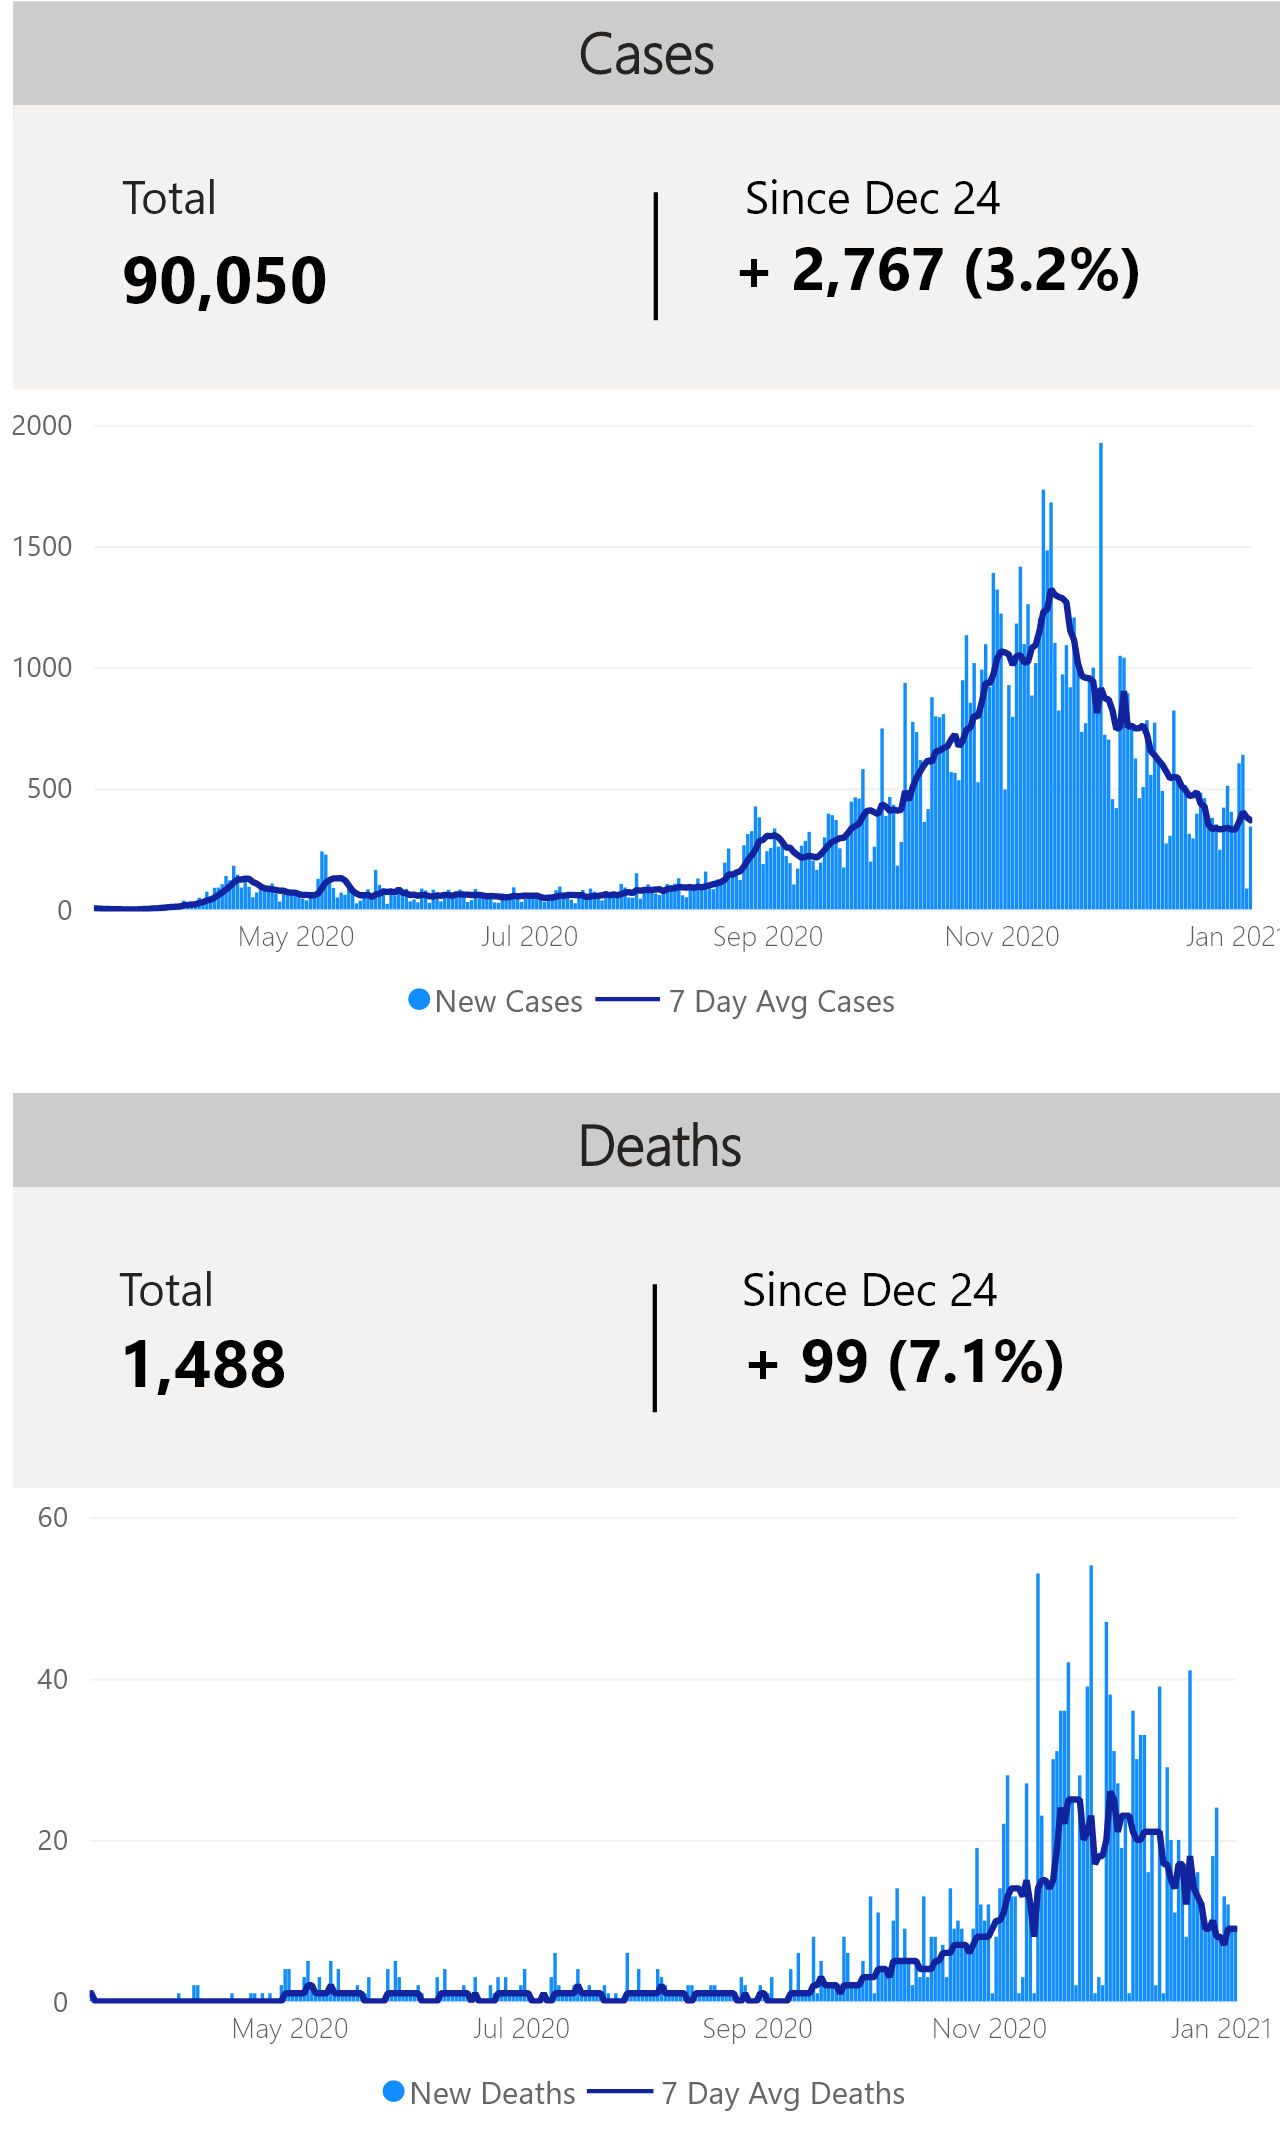 Cases
Total
Since Dec 24
90,050
+ 2,767 (3.2%)
2000
1500
1000
500
0
May 2020 Jul 2020 Sep 2020 Nov 2020 Jan 2021
New Cases 7 Day Avg Cases
Deaths
Total
Since Dec 24
1,488
+ 99 (7.1%)
60
40
20
0
May 2020 Jul 2020 Sep 2020 Nov 2020 Jan 2021
New Deaths 7 Day Avg Deaths